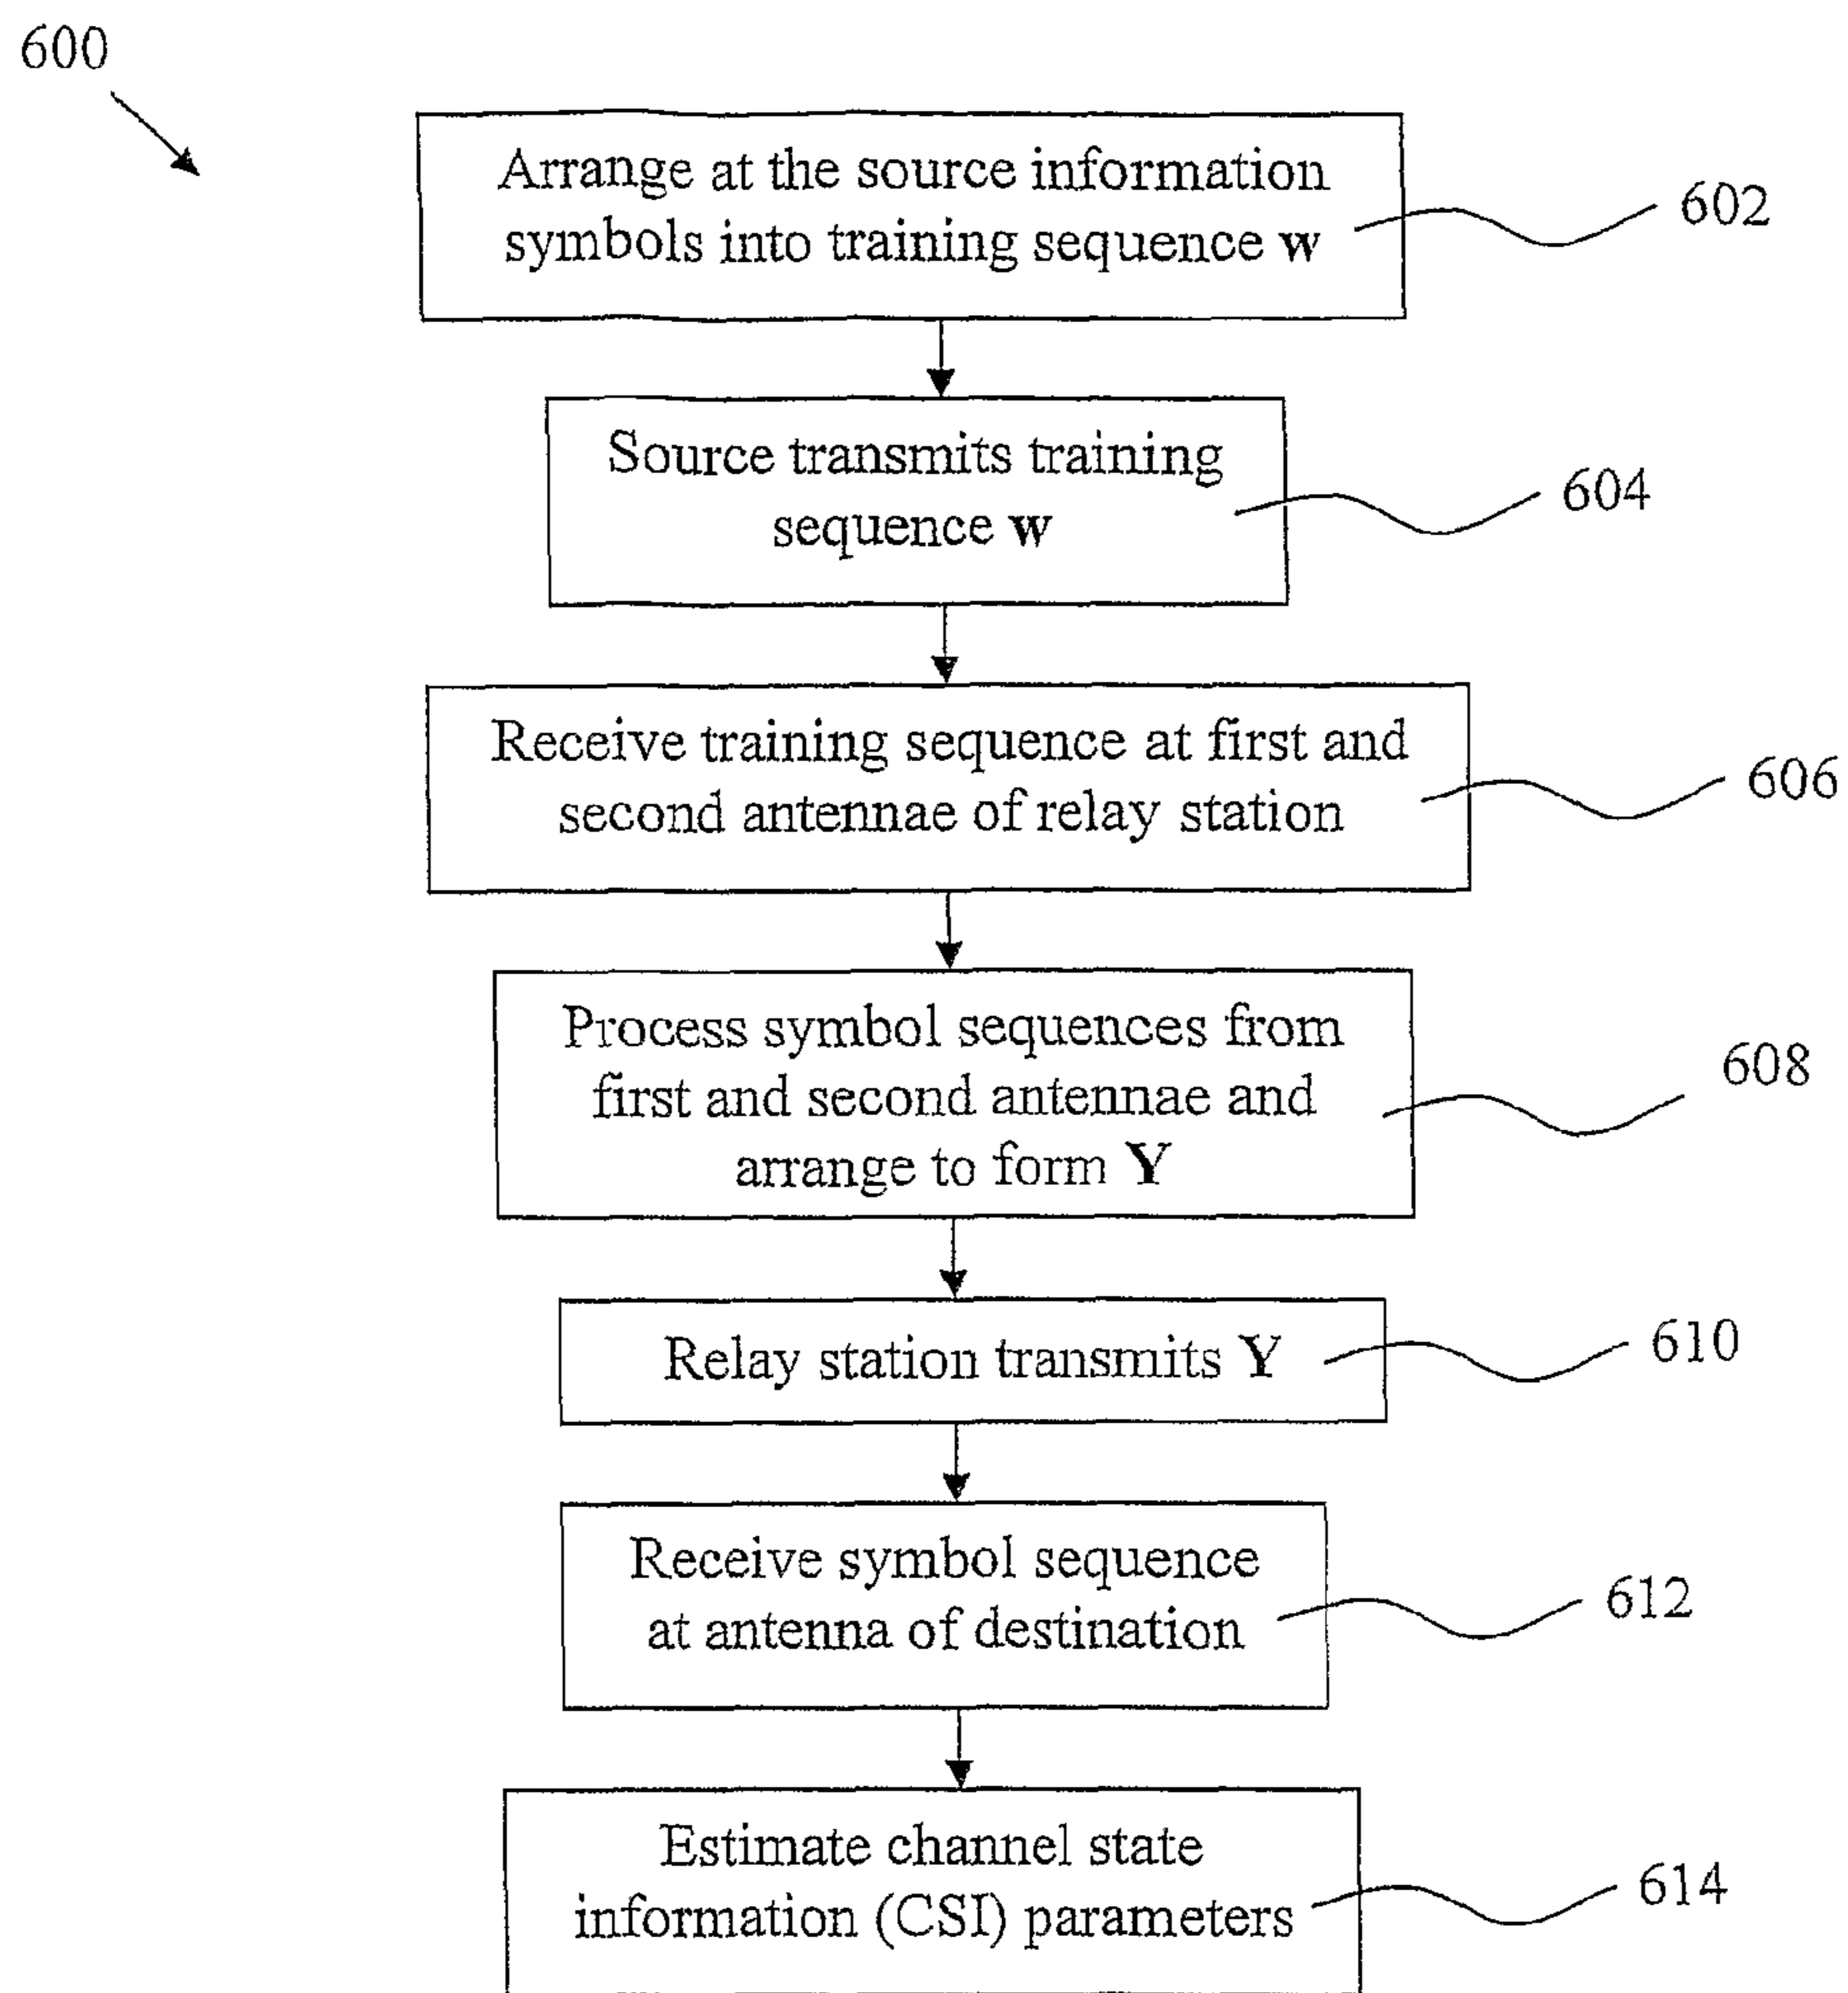 600
Arrange at the source information
symbols into training sequence w
602
Source transmits training
sequence w
604
Receive training sequence at first and
second antennae of relay station
606
Process symbol sequences from
first and second antennae and
arrange to form Y
608
Relay station transmits Y
610
Receive symbol sequence
at antenna of destination
612
Estimate channel state
information (CSI) parameters
614